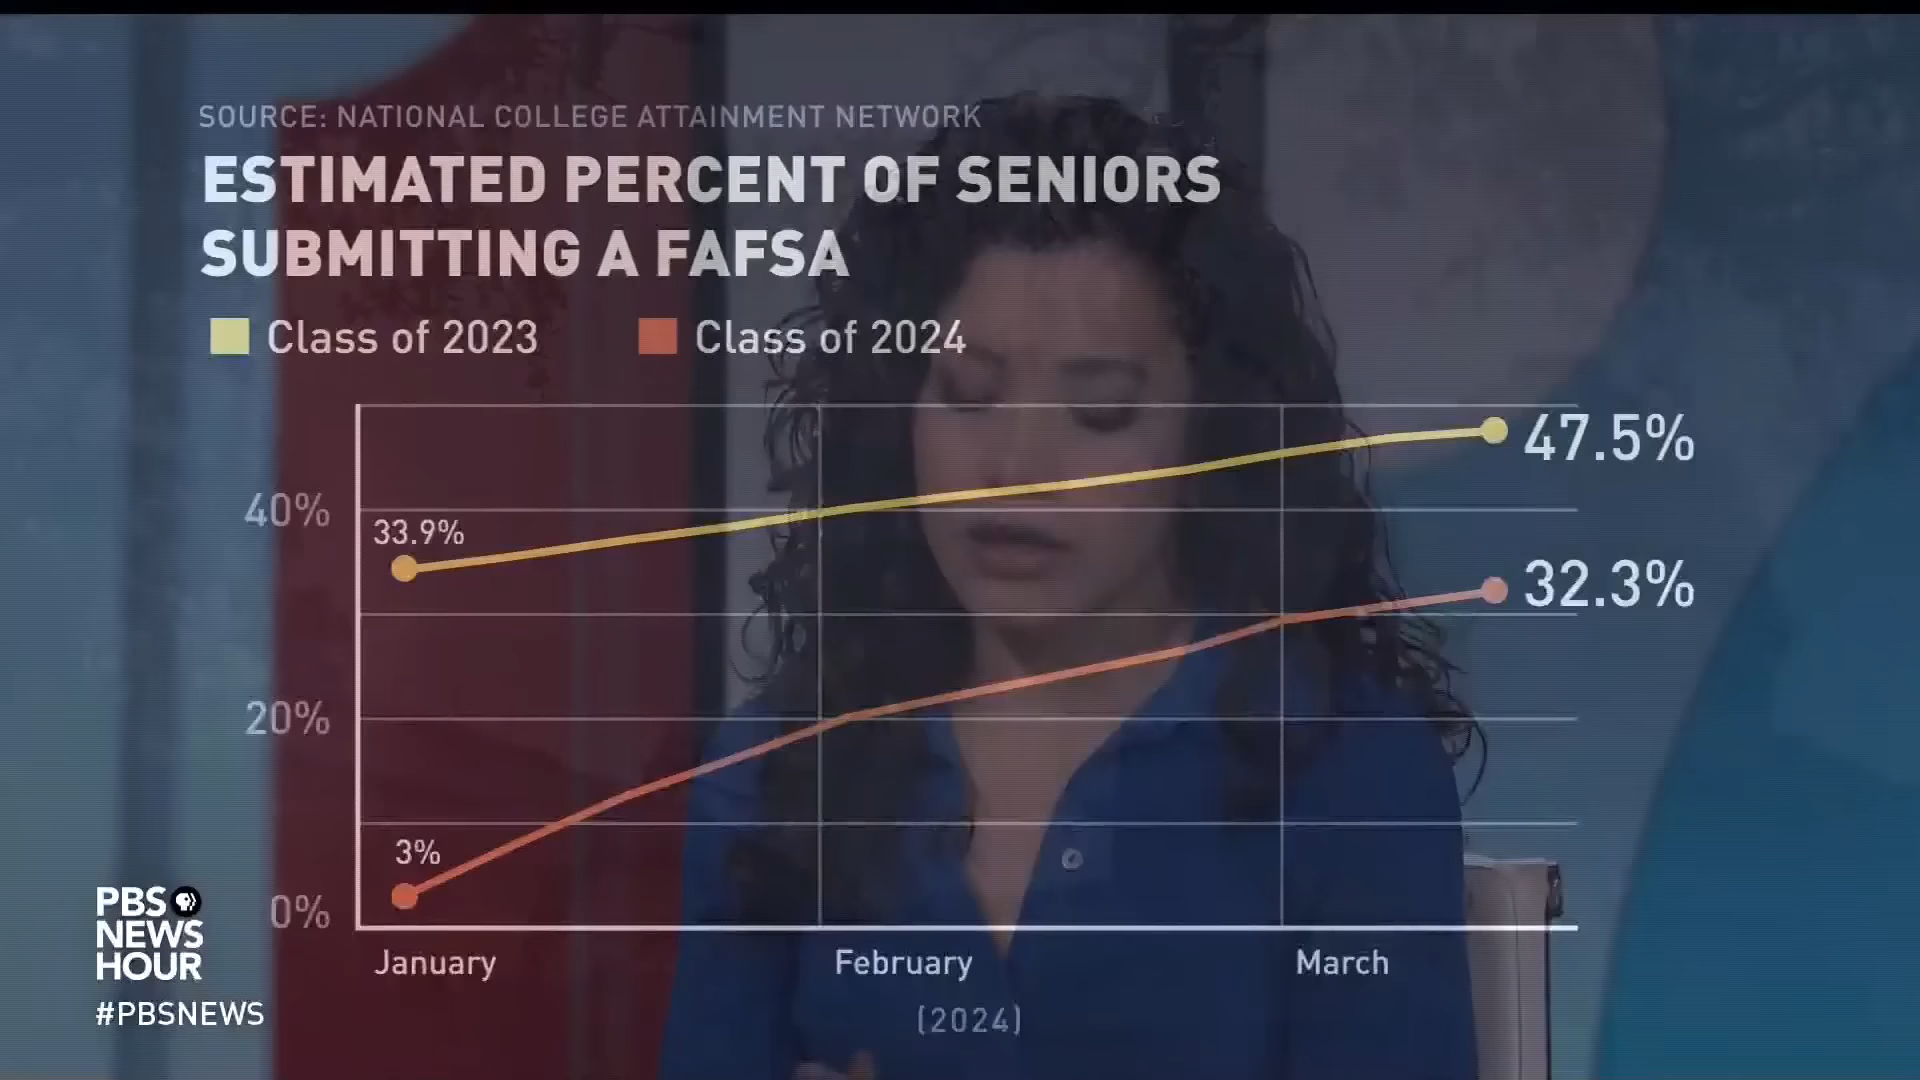 SOURCE: NATIONAL COLLEGE ATTAINMENT NETWORK
ESTIMATED PERCENT OF SENIORS
SUBMITTING A FAFSA
Class of 2023
Class of 2024
47.5%
40%
33.9%
32.3%
20%
3%
0%
January
February
March
(2024)
PBS
NEWS
HOUR
#PBSNEWS